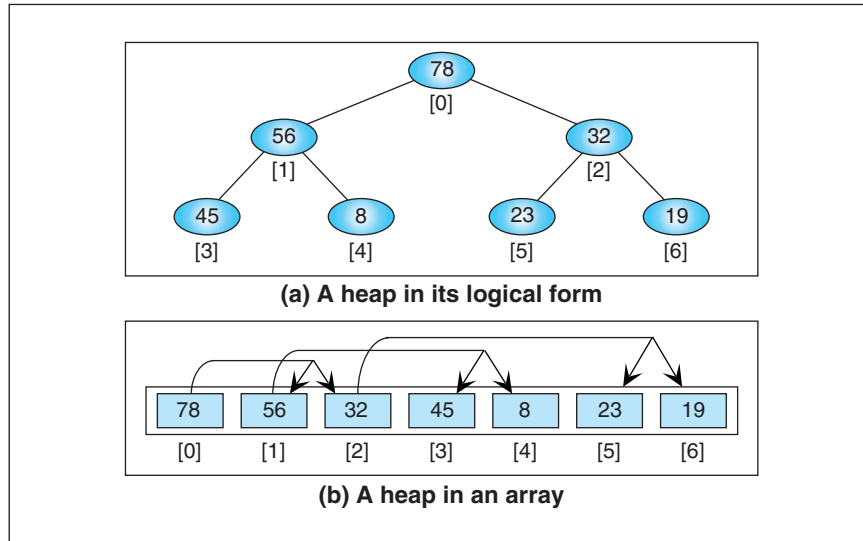 78
[0]
56 32
[1] [2]
45 8 23 19
[3] [4] [5] [6]
(a) A heap in its logical form
78 56 32 45 8 23 19
[0] [1] [2] [3] [4] [5] [6]
(b) A heap in an array